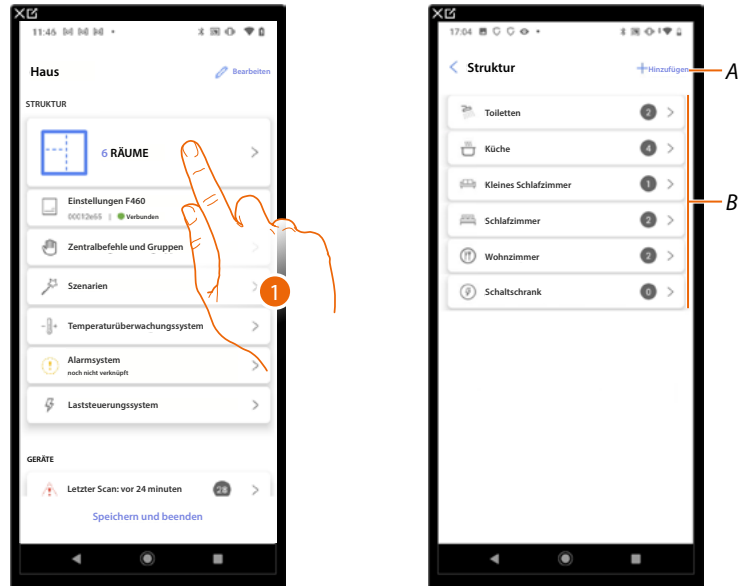 11:46
Haus
Bearbeiten
STRUKTUR
6 RÄUME
Einstellungen F460
00012e65 | Verbunden
Zentralbefehle und Gruppen
Szenarien
1
Temperaturüberwachungssystem
Alarmsystem
noch nicht verknüpft
Laststeuerungssystem
GERÄTE
Letzter Scan: vor 24 minuten
28
Speichern und beenden
17:04
Struktur
Hinzufügen
A
Toiletten
2
Küche
4
Kleines Schlafzimmer
1
B
Schlafzimmer
2
Wohnzimmer
2
Schaltschrank
0